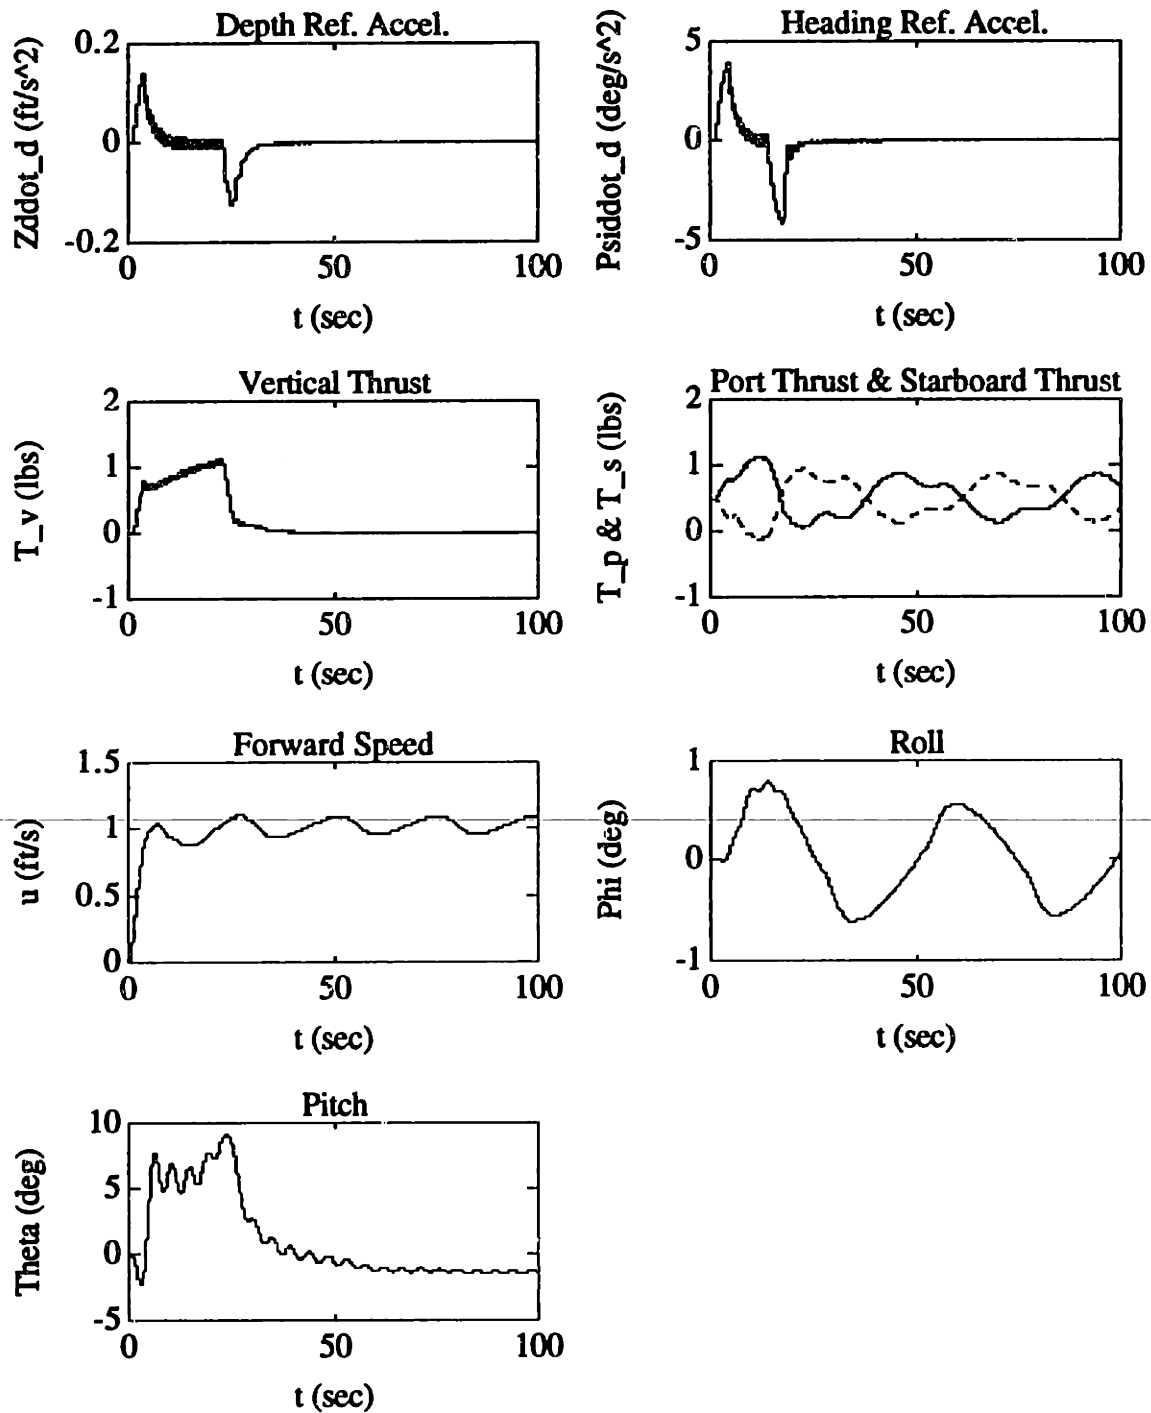 Depth Ref. Accel.
Zddot_d (ft/s^2)
0.2
0
-0.2
0
50
100
t (sec)
Heading Ref. Accel.
Psiddot_d (deg/s^2)
5
0
-5
0
50
100
t (sec)
Vertical Thrust
T_v (lbs)
2
1
0
-1
0
50
100
t (sec)
Port Thrust & Starboard Thrust
T_p & T_s (lbs)
2
1
0
-1
0
50
100
t (sec)
Forward Speed
u (ft/s)
1.5
1
0.5
0
0
50
100
t (sec)
Roll
Phi (deg)
1
0
-1
0
50
100
t (sec)
Pitch
Theta (deg)
10
5
0
-5
0
50
100
t (sec)